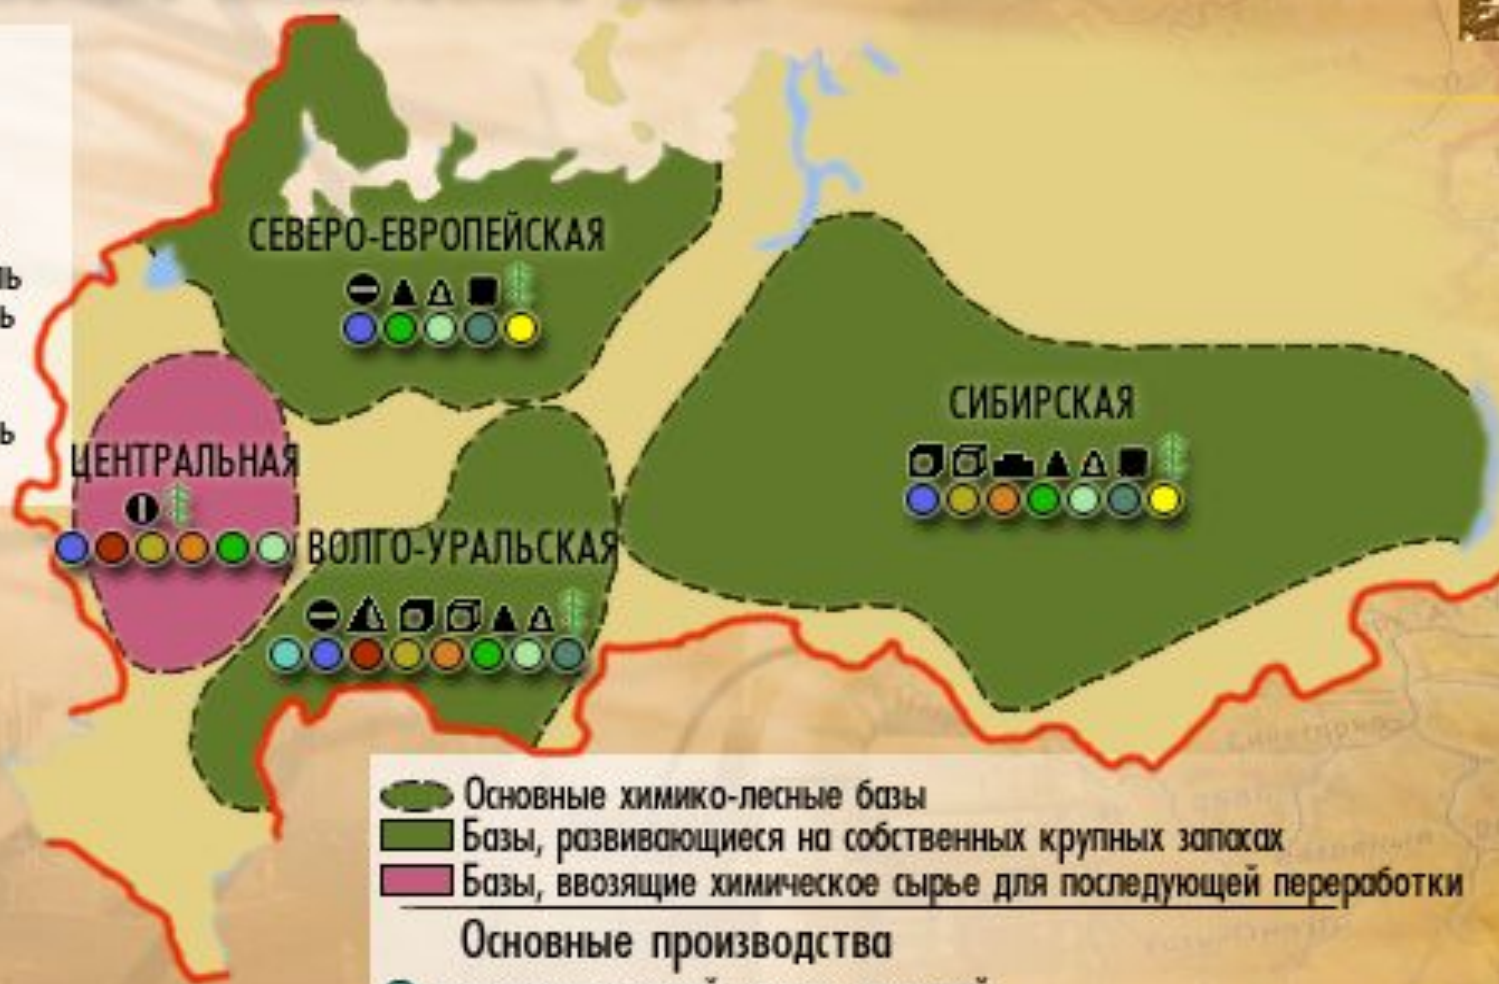 СЕВЕРО-ЕВРОПЕЙСКАЯ
СИБИРСКАЯ
ЦЕНТРАЛЬНАЯ
ВОЛГО-УРАЛЬСКАЯ
Основные химико-лесные базы
Базы, развивающиеся на собственных крупных запасах
Базы, ввозящие химическое сырье для последующей переработки
Основные производства